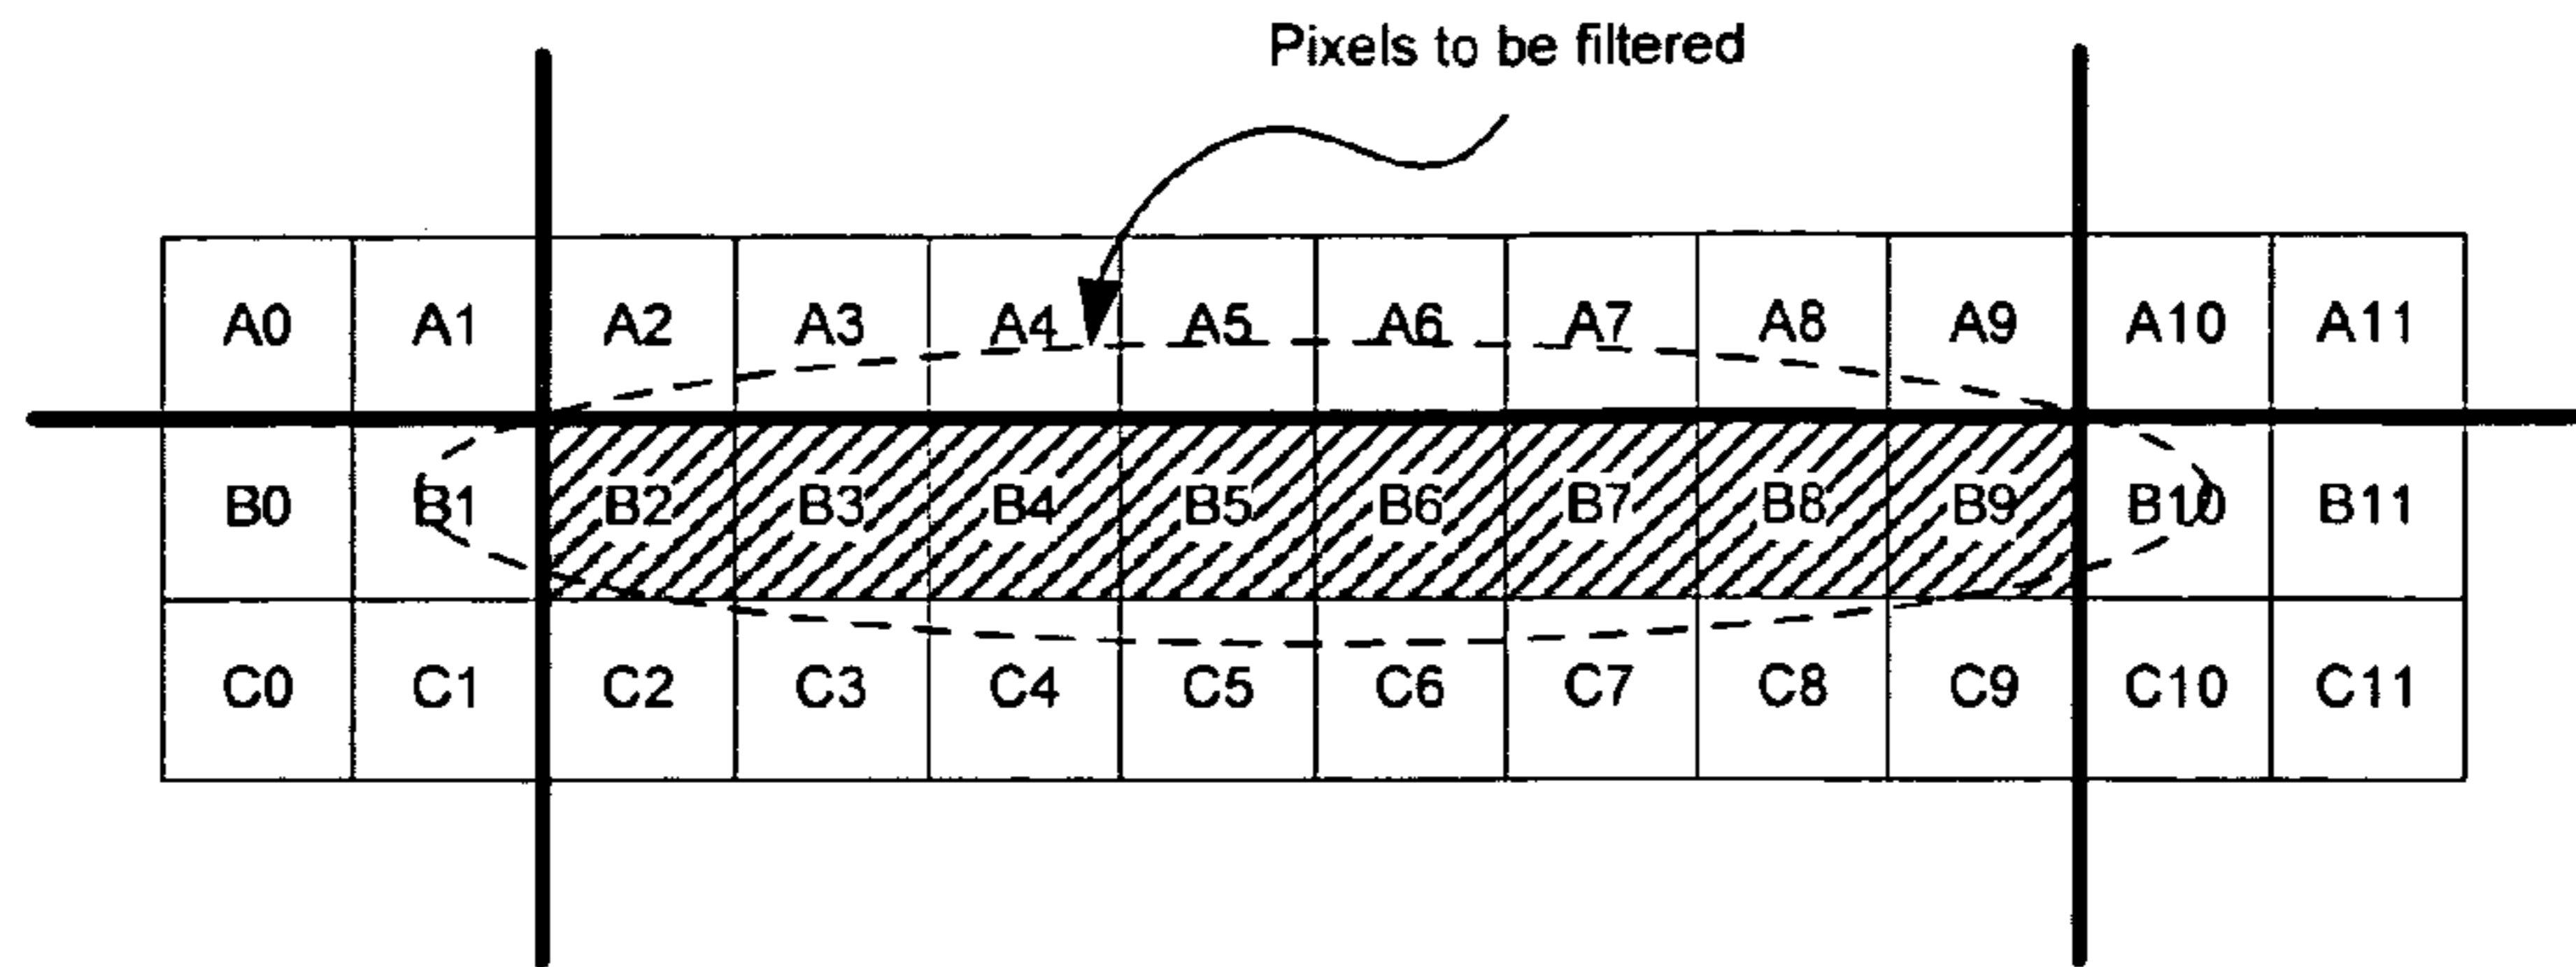 Pixels to be filtered
A0 A1 A2 A3 A4 A5 A6 A7 A8 A9 A10 A11
B0 B1 B2 B3 B4 B5 B6 B7 B8 B9 B10 B11
C0 C1 C2 C3 C4 C5 C6 C7 C8 C9 C10 C11